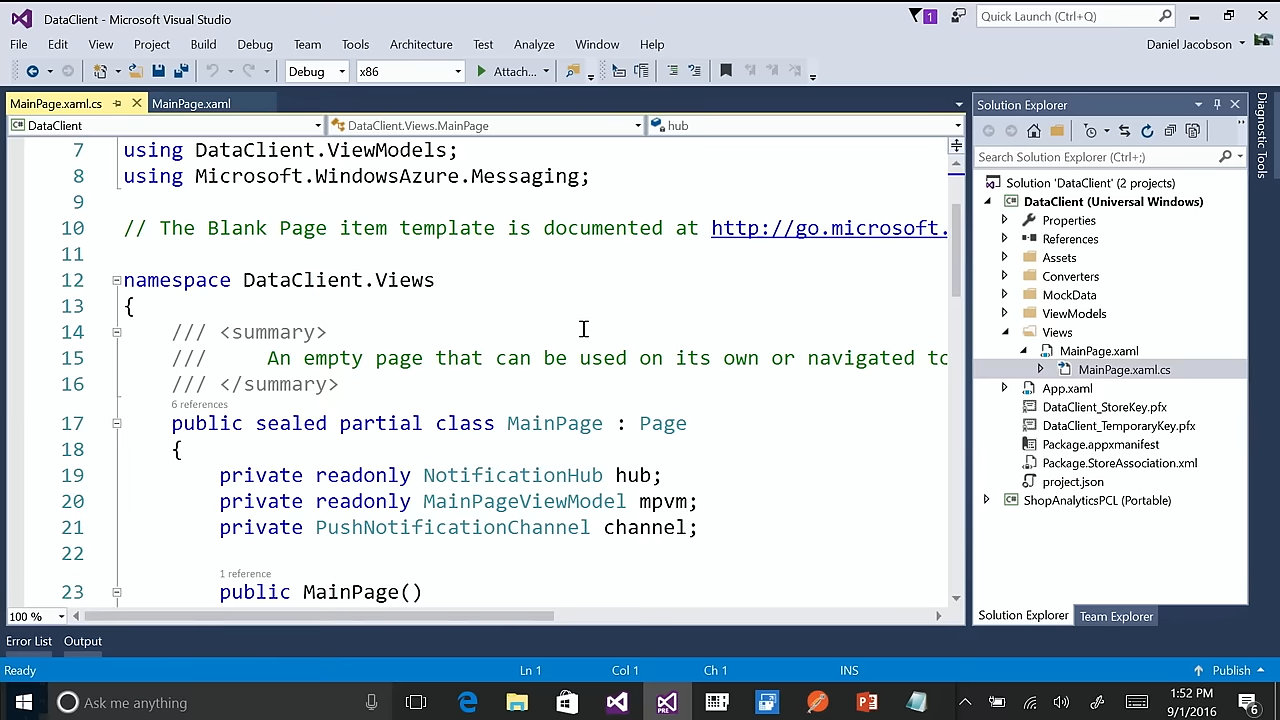 DataClient - Microsoft Visual Studio
1
Quick Launch (Ctrl+Q)
File Edit View Project Build Debug Team Tools Architecture Test Analyze Window Help
Daniel Jacobson
Debug x86 Attach...
MainPage.xaml.cs MainPage.xaml
DataClient DataClient.Views.MainPage hub
7 using DataClient.ViewModels;
8 using Microsoft.WindowsAzure.Messaging;
9
10 // The Blank Page item template is documented at http://go.microsoft.
11
12 namespace DataClient.Views
13 {
14 /// <summary>
15 /// An empty page that can be used on its own or navigated to
16 /// </summary>
6 references
17 public sealed partial class MainPage : Page
18 {
19 private readonly NotificationHub hub;
20 private readonly MainPageViewModel mpvm;
21 private PushNotificationChannel channel;
22
1 reference
23 public MainPage()
100 %
Solution Explorer
Search Solution Explorer (Ctrl+;)
Solution 'DataClient' (2 projects)
DataClient (Universal Windows)
Properties
References
Assets
Converters
MockData
ViewModels
Views
MainPage.xaml
MainPage.xaml.cs
App.xaml
DataClient_StoreKey.pfx
DataClient_TemporaryKey.pfx
Package.appxmanifest
Package.StoreAssociation.xml
project.json
ShopAnalyticsPCL (Portable)
Solution Explorer Team Explorer
Diagnostic Tools
Error List Output
Ready Ln 1 Col 1 Ch 1 INS Publish
Ask me anything
PRE
1:52 PM
9/1/2016
6